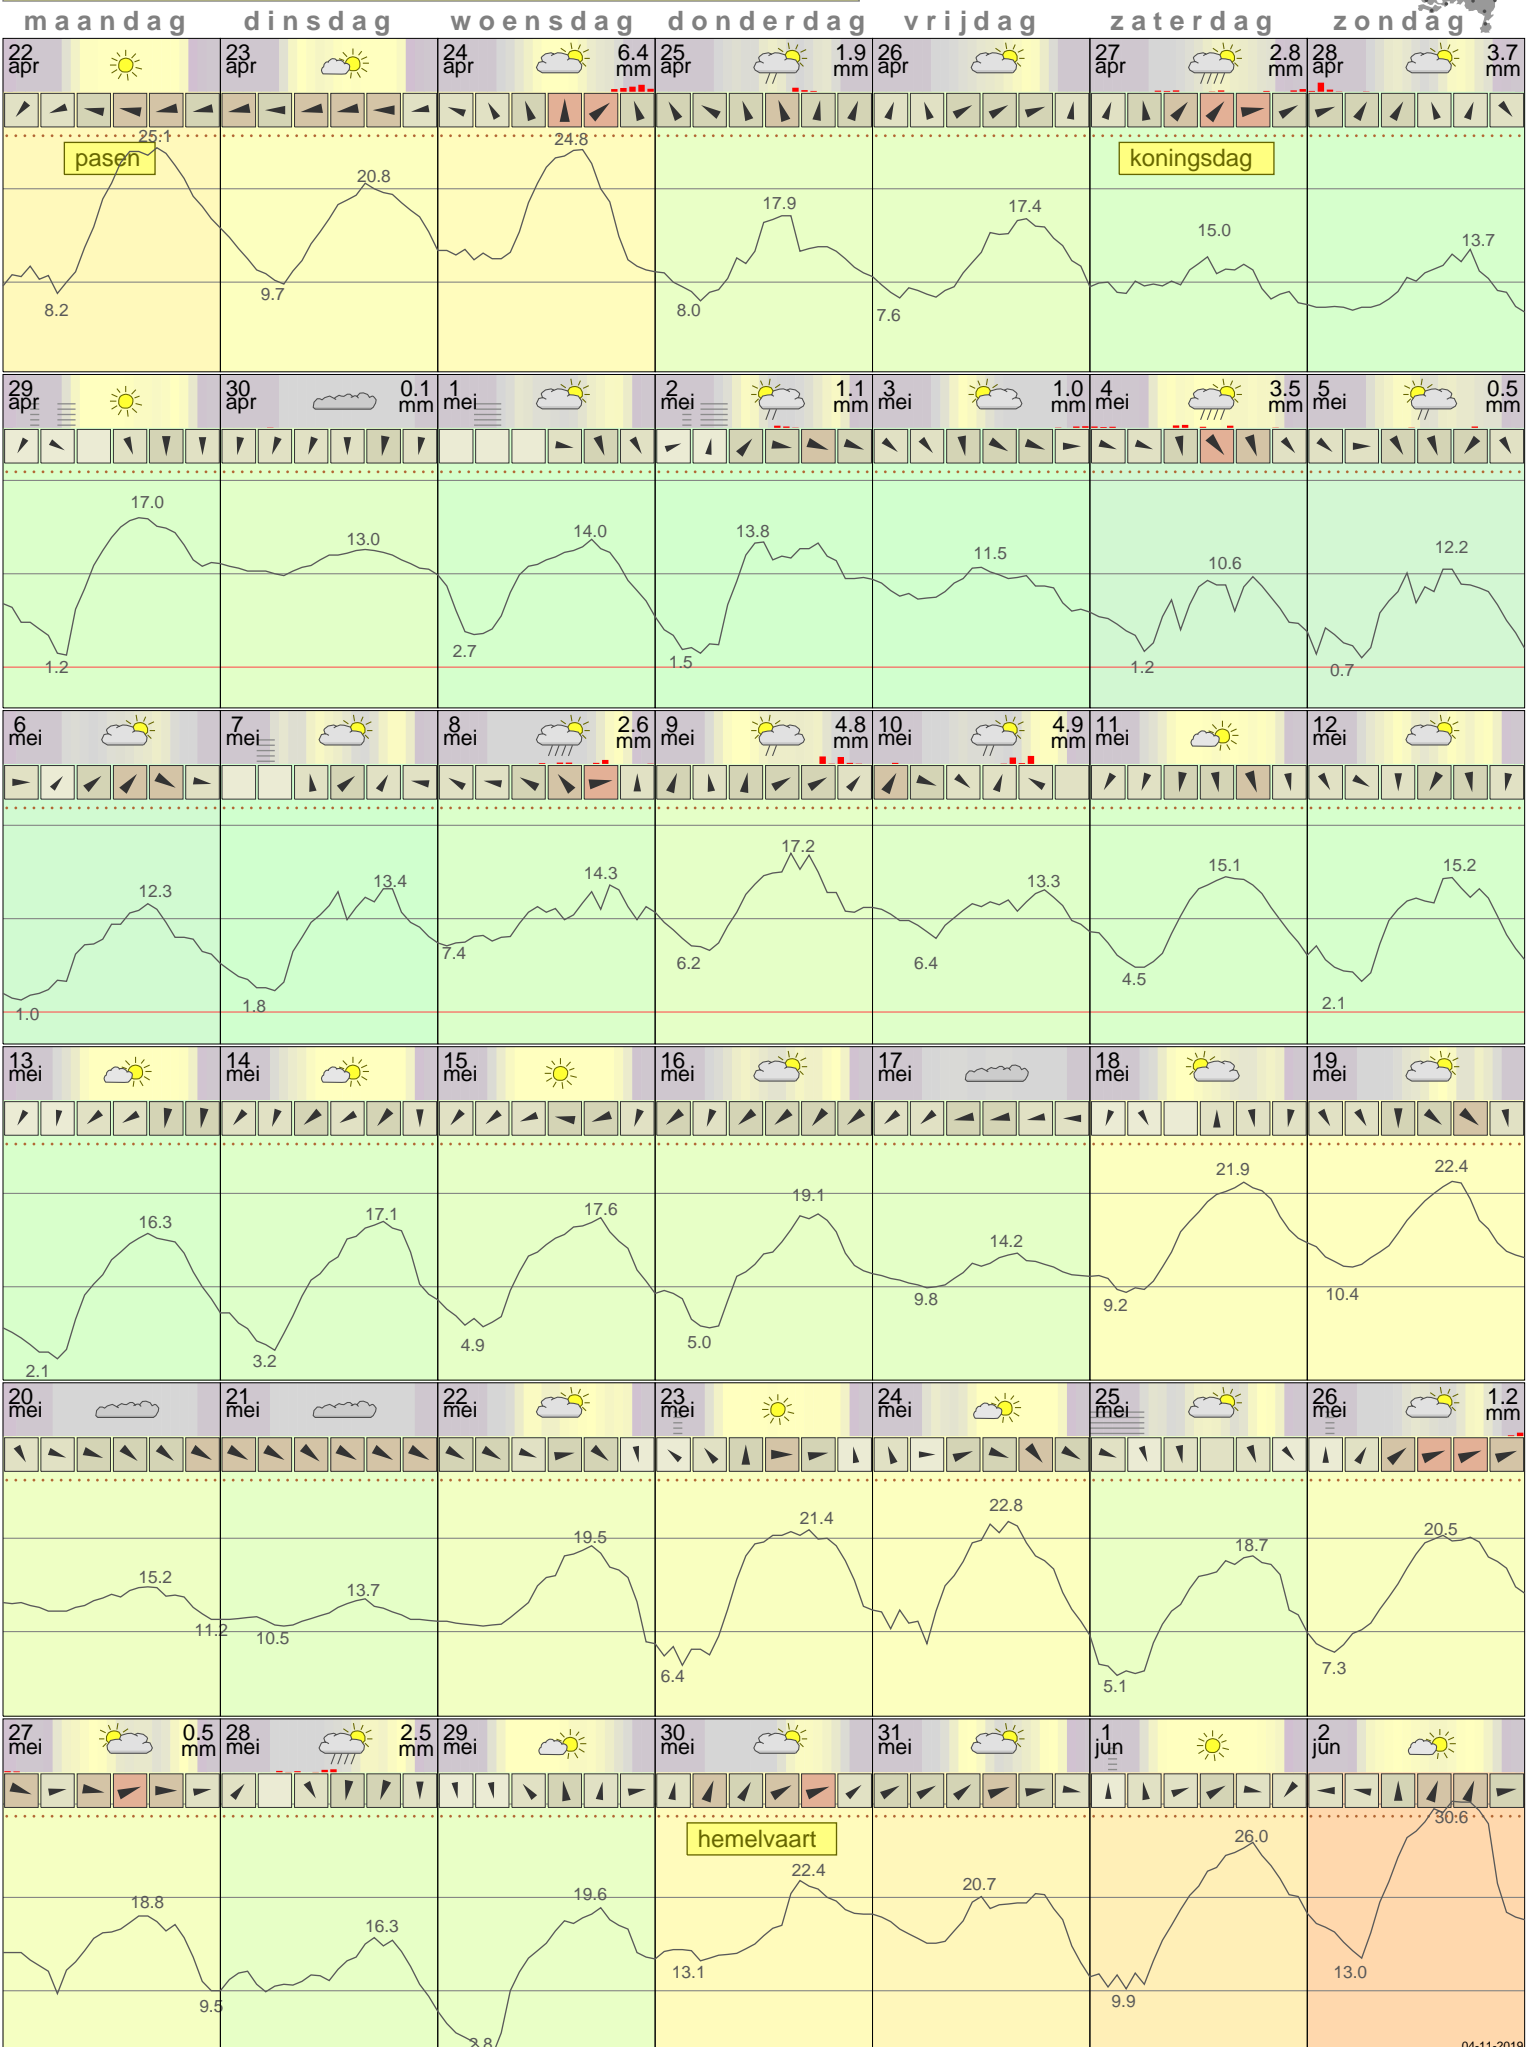 maandag dinsdag woensdag donderdag vrijdag zaterdag zondag
22 23 24 6.4 25 1.9 26 27 2.8 28 3.7
apr apr apr mm apr mm apr apr mm apr mm
25.1 24.8
pasen koningsdag
20.8
17.9 17.4
15.0
13.7
9.7
8.2 8.0 7.6
29 30 0.1 1 2 1.1 3 1.0 4 3.5 5 0.5
apr apr mm mei mei mm mei mm mei mm mei mm
17.0
13.0 14.0 13.8
11.5 10.6 12.2
2.7
1.2 1.5 1.2 0.7
6 7 8 2.6 9 4.8 10 4.9 11 12
mei mei mei mm mei mm mei mm mei mei
17.2
12.3 13.4 14.3 13.3 15.1 15.2
7.4 6.2 6.4
4.5
1.0 1.8 2.1
13 14 15 16 17 18 19
mei mei mei mei mei mei mei
21.9 22.4
16.3 17.1 17.6 19.1
14.2
9.8 9.2 10.4
2.1 3.2 4.9 5.0
20 21 22 23 24 25 26 1.2
mei mei mei mei mei mei mei mm
19.5 21.4 22.8 18.7 20.5
15.2 13.7
11.2 10.5
6.4 5.1 7.3
27 0.5 28 2.5 29 30 31 1 2
mei mm mei mm mei mei mei jun jun
30.6
hemelvaart 26.0
22.4
18.8 19.6 20.7
16.3
13.1 13.0
9.5 9.9
2.8
04-11-2019